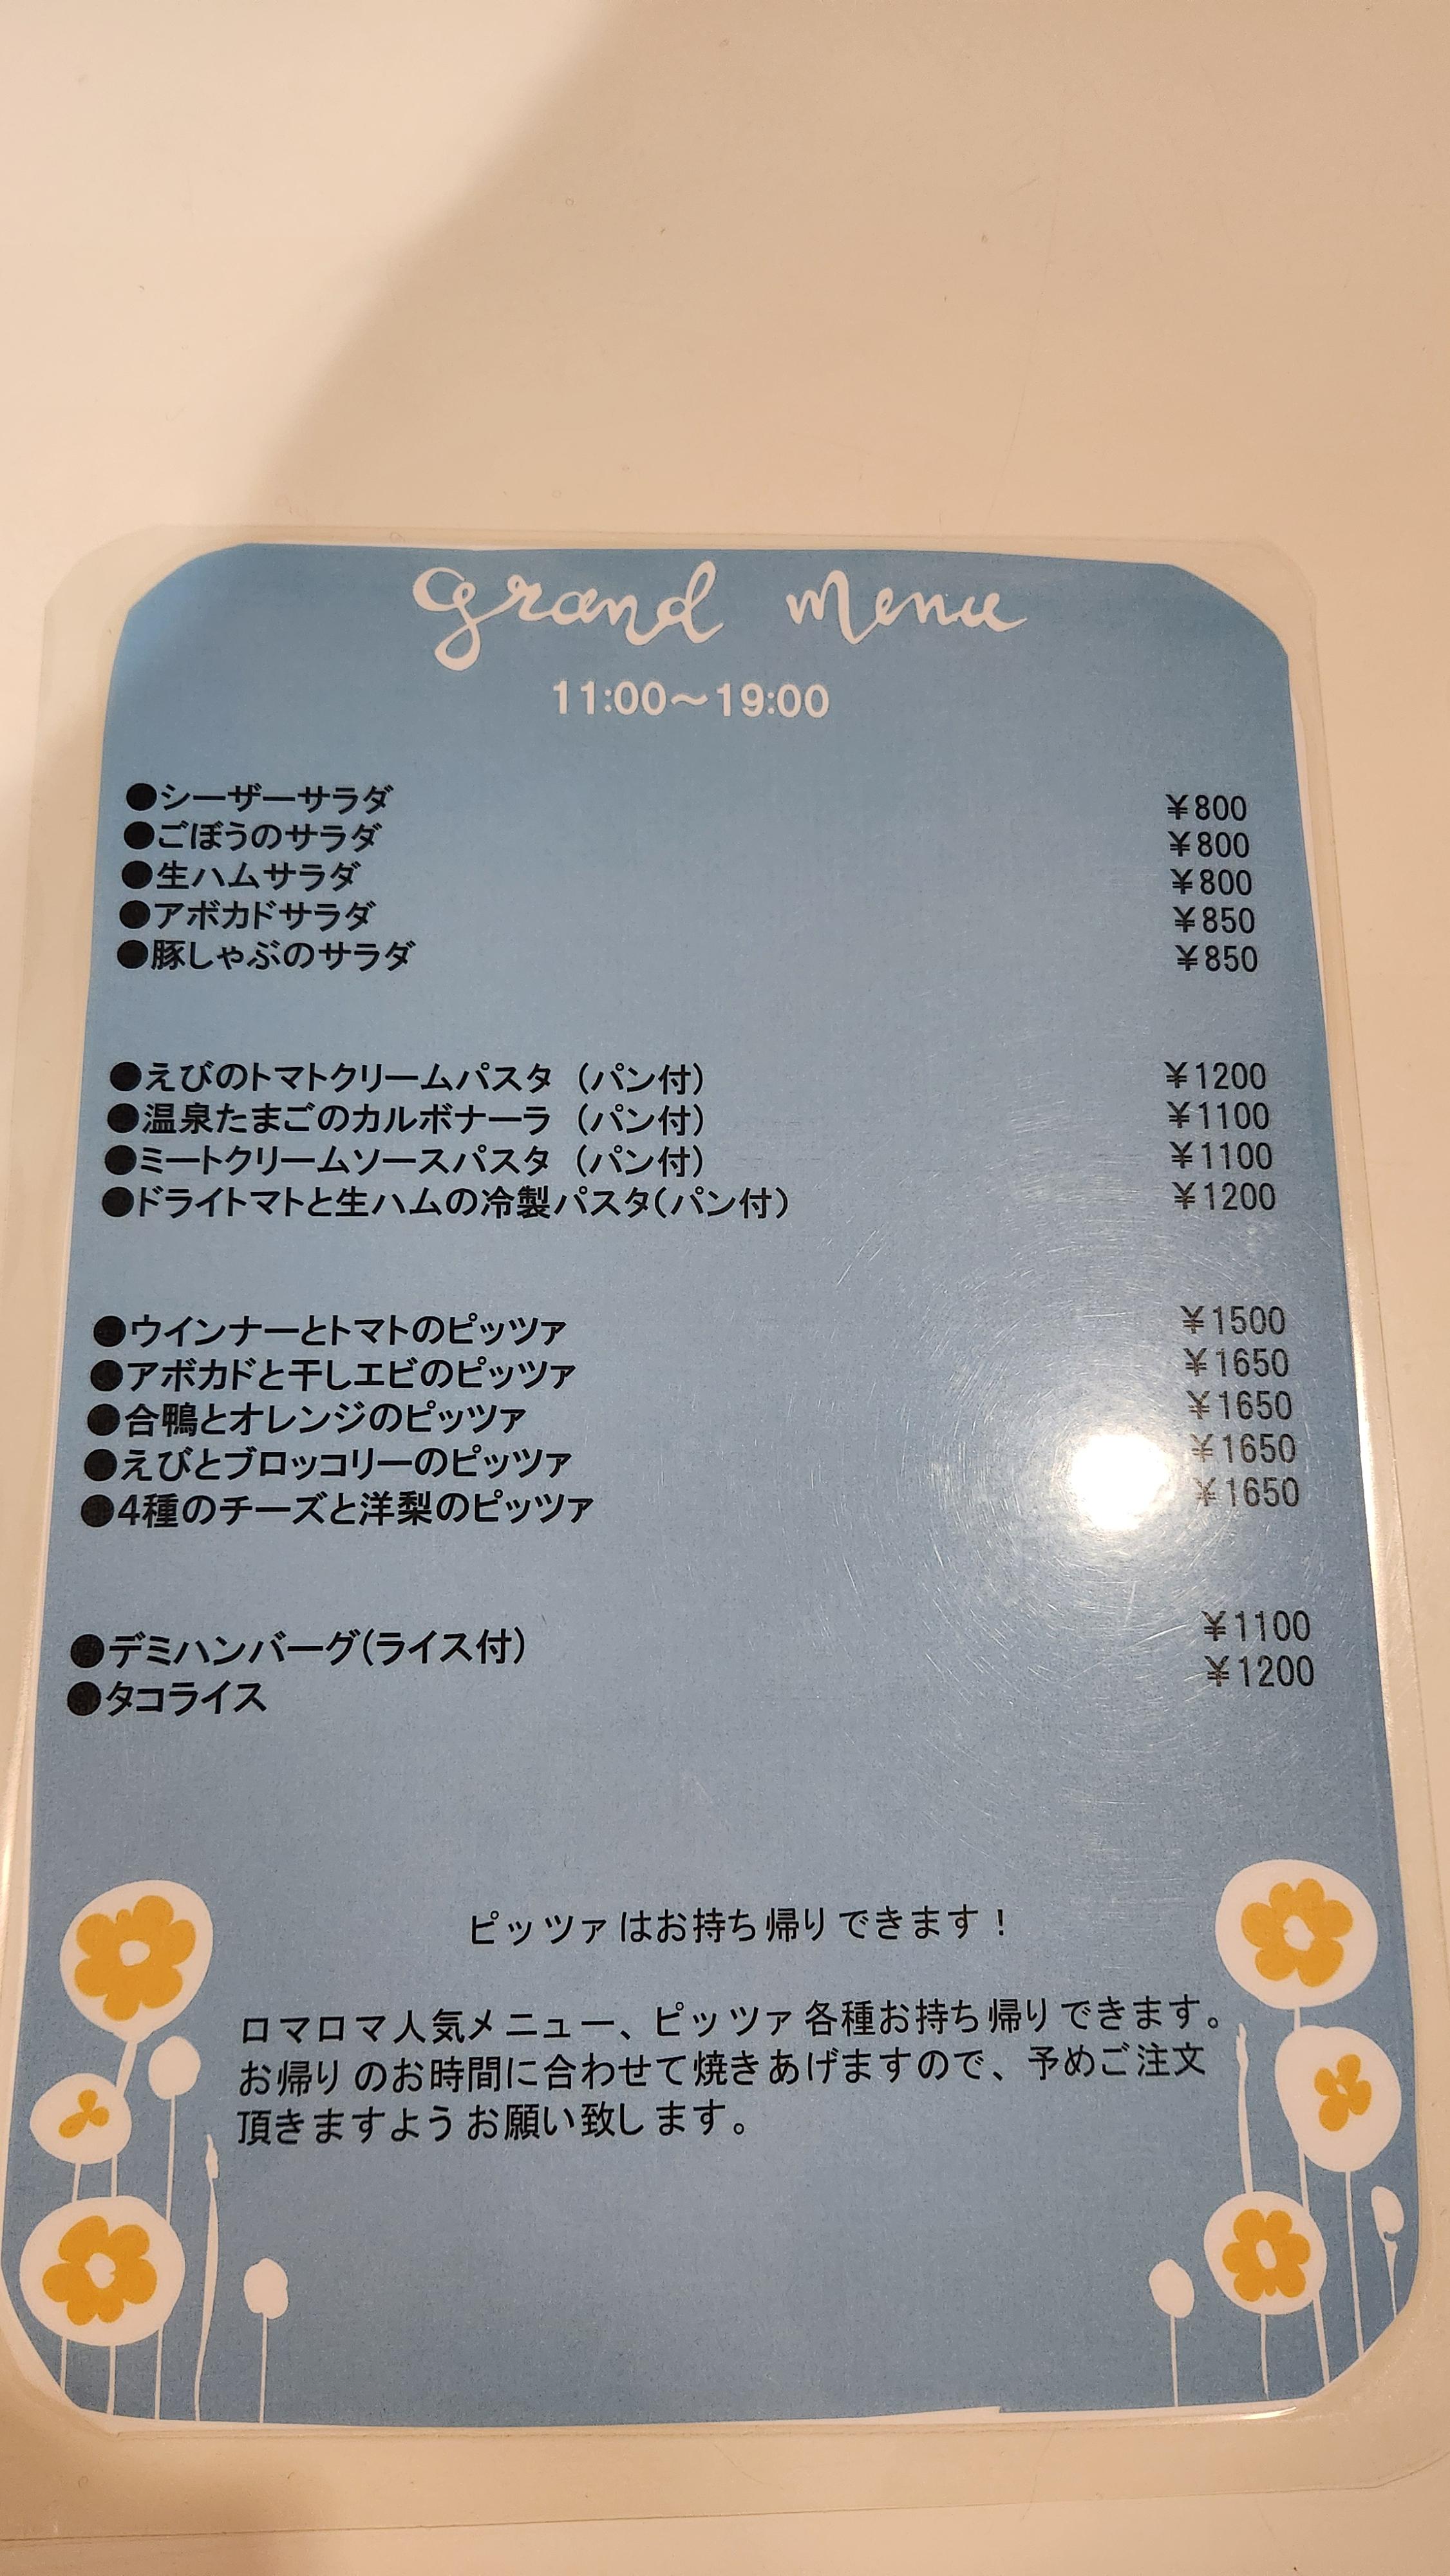 grand menu
11:00～19:00
●シーザーサラダ ¥800
●ごぼうのサラダ ¥800
●生ハムサラダ ¥800
●アボカドサラダ ¥850
●豚しゃぶのサラダ ¥850
●えびのトマトクリームパスタ（パン付） ¥1200
●温泉たまごのカルボナーラ（パン付） ¥1100
●ミートクリームソースパスタ（パン付） ¥1100
●ドライトマトと生ハムの冷製パスタ（パン付） ¥1200
●ウインナーとトマトのピッツァ ¥1500
●アボカドと干しエビのピッツァ ¥1650
●合鴨とオレンジのピッツァ ¥1650
●えびとブロッコリーのピッツァ ¥1650
●4種のチーズと洋梨のピッツァ ¥1650
●デミハンバーグ(ライス付) ¥1100
●タコライス ¥1200
ピッツァはお持ち帰りできます！
ロマロマ人気メニュー、ピッツァ各種お持ち帰りできます。
お帰りのお時間に合わせて焼きあげますので、予めご注文
頂きますようお願い致します。